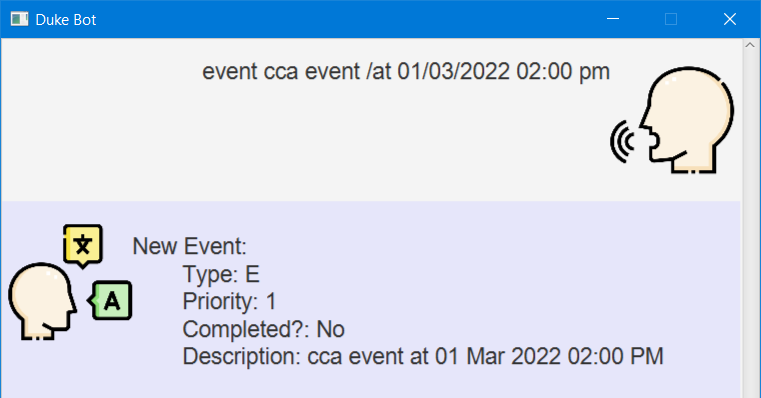 Duke Bot
event cca event /at 01/03/2022 02:00 pm
文
A
New Event:
Type: E
Priority: 1
Completed?: No
Description: cca event at 01 Mar 2022 02:00 PM